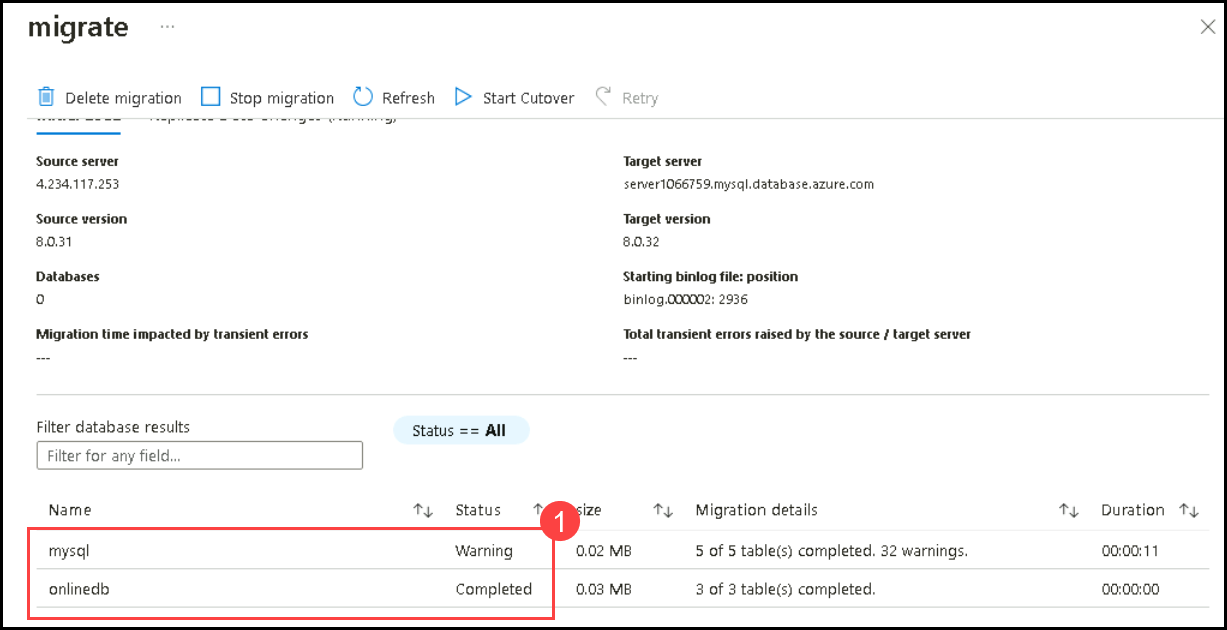 migrate ...
Delete migration Stop migration Refresh Start Cutover Retry
Source server Target server
4.234.117.253 server1066759.mysql.database.azure.com
Source version Target version
8.0.31 8.0.32
Databases Starting binlog file: position
0 binlog.000002: 2936
Migration time impacted by transient errors Total transient errors raised by the source / target server
--- ---
Filter database results Status == All
Filter for any field...
Name Status 1 size Migration details Duration
mysql Warning 0.02 MB 5 of 5 table(s) completed. 32 warnings. 00:00:11
onlinedb Completed 0.03 MB 3 of 3 table(s) completed. 00:00:00